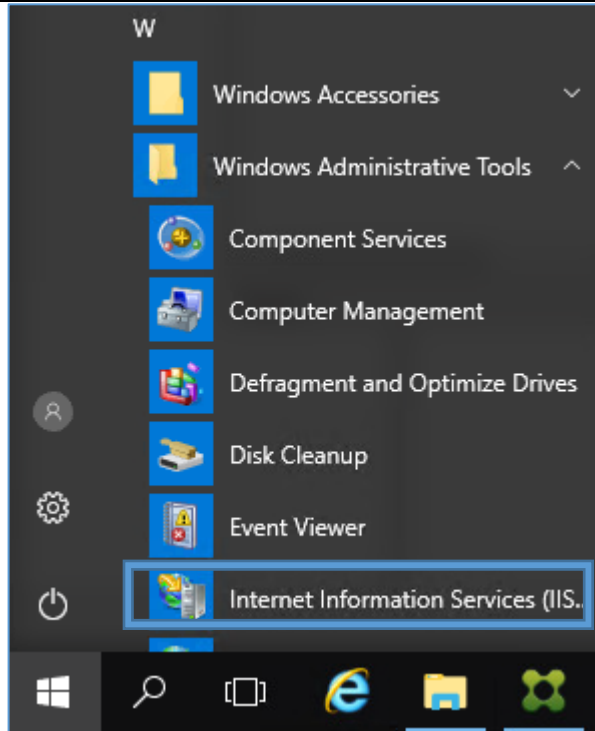 W
Windows Accessories
Windows Administrative Tools
Component Services
Computer Management
Defragment and Optimize Drives
Disk Cleanup
Event Viewer
Internet Information Services (IIS..